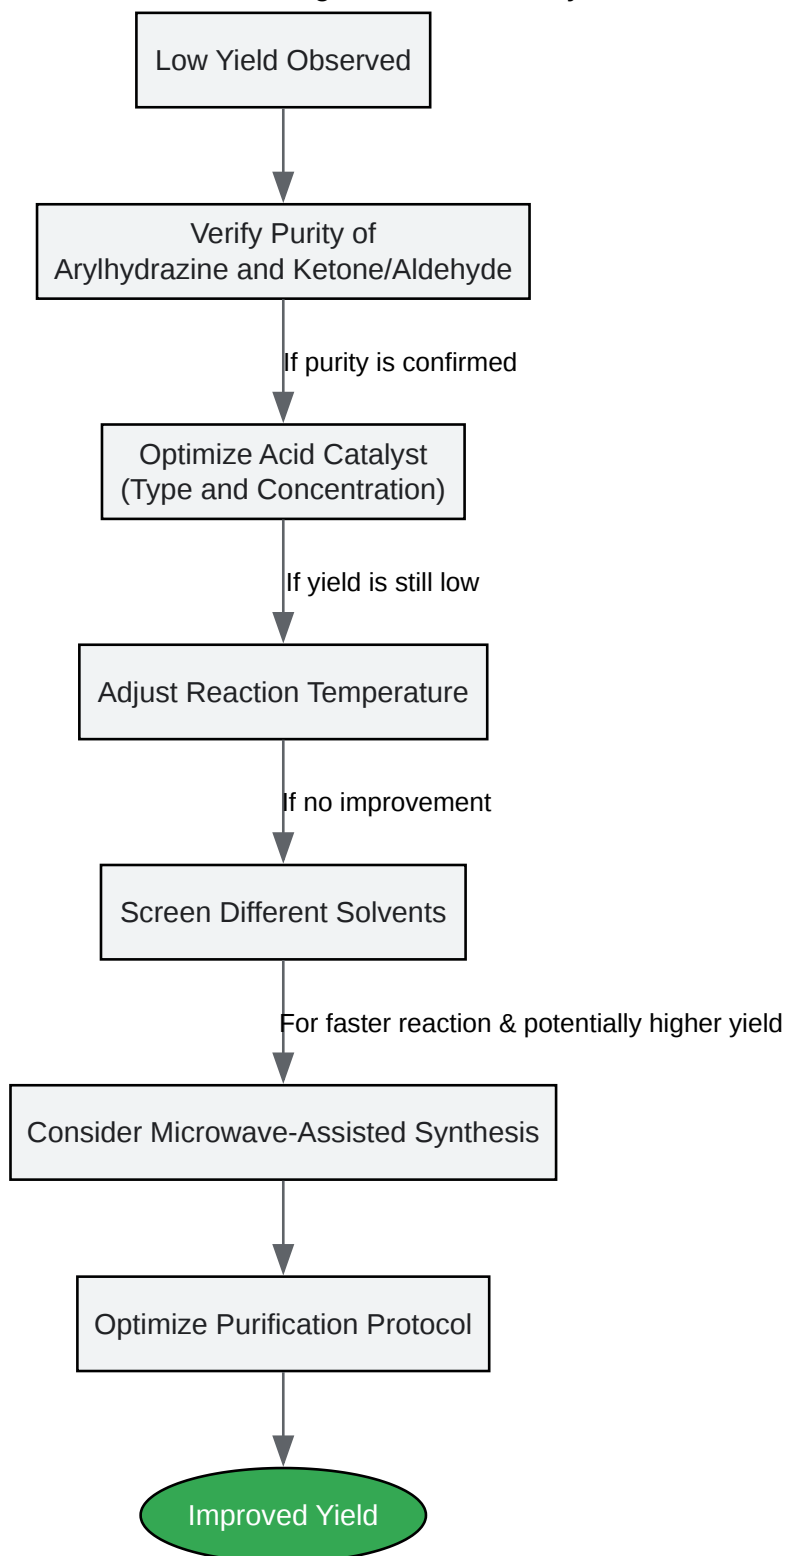 Low Yield Observed
Verify Purity of
Arylhydrazine and Ketone/Aldehyde
If purity is confirmed
Optimize Acid Catalyst
(Type and Concentration)
If yield is still low
Adjust Reaction Temperature
If no improvement
Screen Different Solvents
For faster reaction & potentially higher yield
Consider Microwave-Assisted Synthesis
Optimize Purification Protocol
Improved Yield